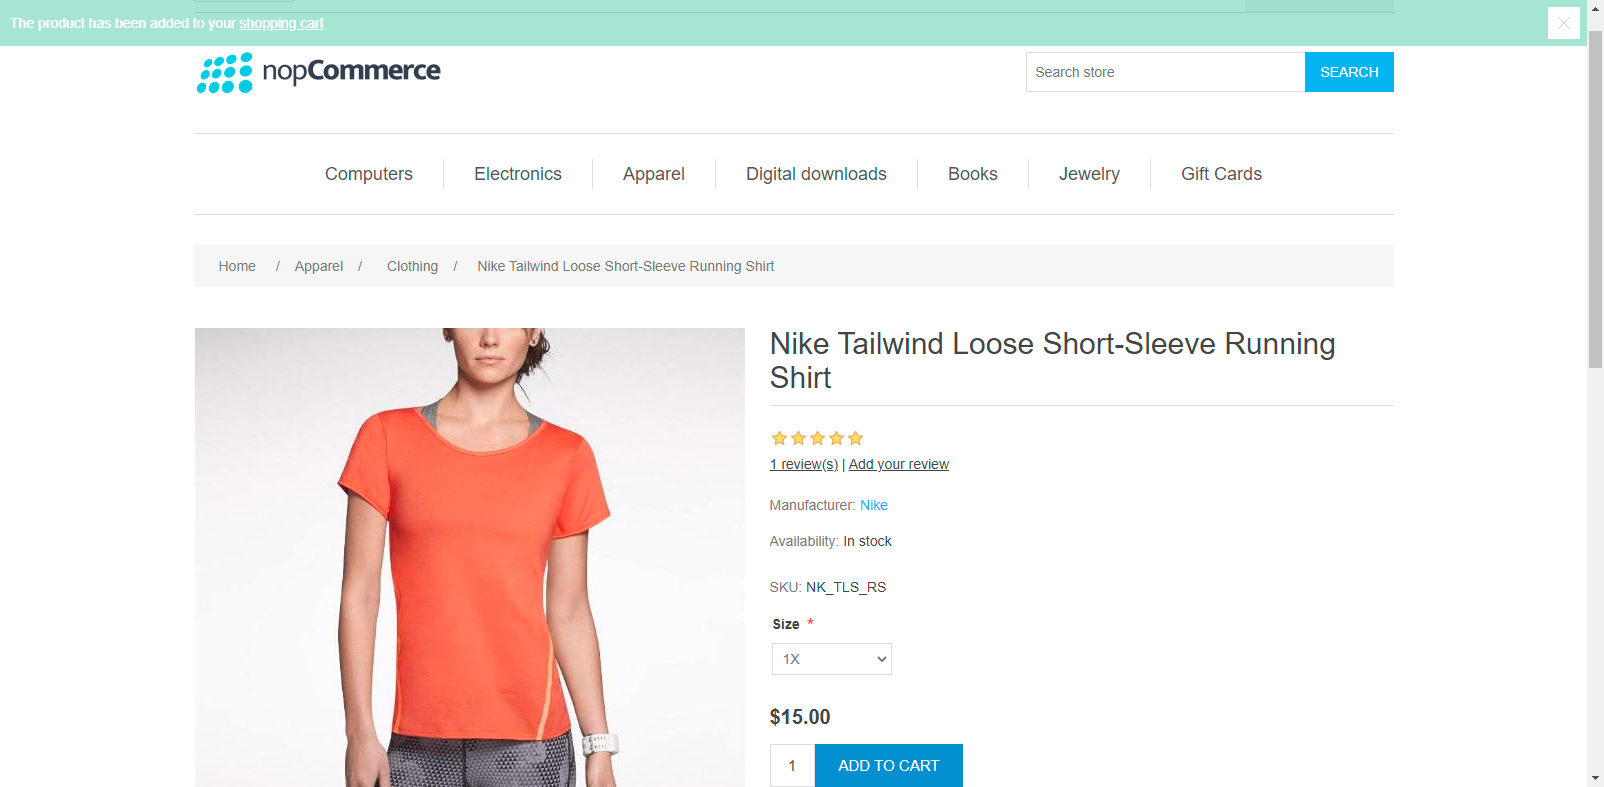 The product has been added to your shopping cart
nopCommerce
Search store
SEARCH
Computers
Electronics
Apparel
Digital downloads
Books
Jewelry
Gift Cards
Home / Apparel / Clothing / Nike Tailwind Loose Short-Sleeve Running Shirt
Nike Tailwind Loose Short-Sleeve Running
Shirt
1 review(s) | Add your review
Manufacturer: Nike
Availability: In stock
SKU: NK_TLS_RS
Size *
1X
$15.00
1
ADD TO CART